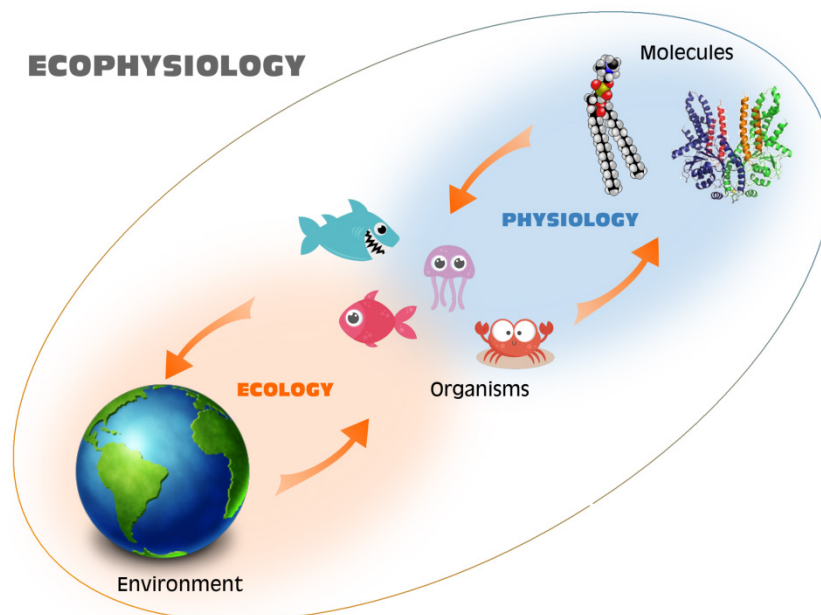 ECOPHYSIOLOGY
Molecules
PHYSIOLOGY
ECOLOGY
Organisms
Environment